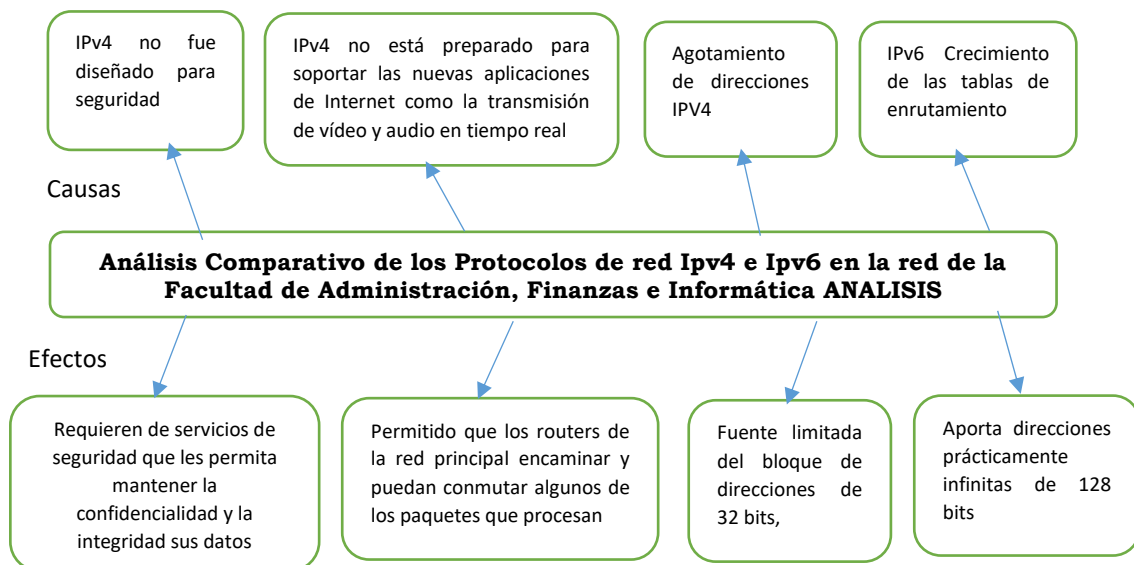 IPv4 no fue
diseñado para
seguridad
IPv4 no está preparado para
soportar las nuevas aplicaciones
de Internet como la transmisión
de vídeo y audio en tiempo real
Agotamiento
de direcciones
IPV4
IPv6 Crecimiento
de las tablas de
enrutamiento
Causas
Análisis Comparativo de los Protocolos de red Ipv4 e Ipv6 en la red de la
Facultad de Administración, Finanzas e Informática ANALISIS
Efectos
Requieren de servicios de
seguridad que les permita
mantener la
confidencialidad y la
integridad sus datos
Permitido que los routers de
la red principal encaminar y
puedan conmutar algunos de
los paquetes que procesan
Fuente limitada
del bloque de
direcciones de
32 bits,
Aporta direcciones
prácticamente
infinitas de 128
bits